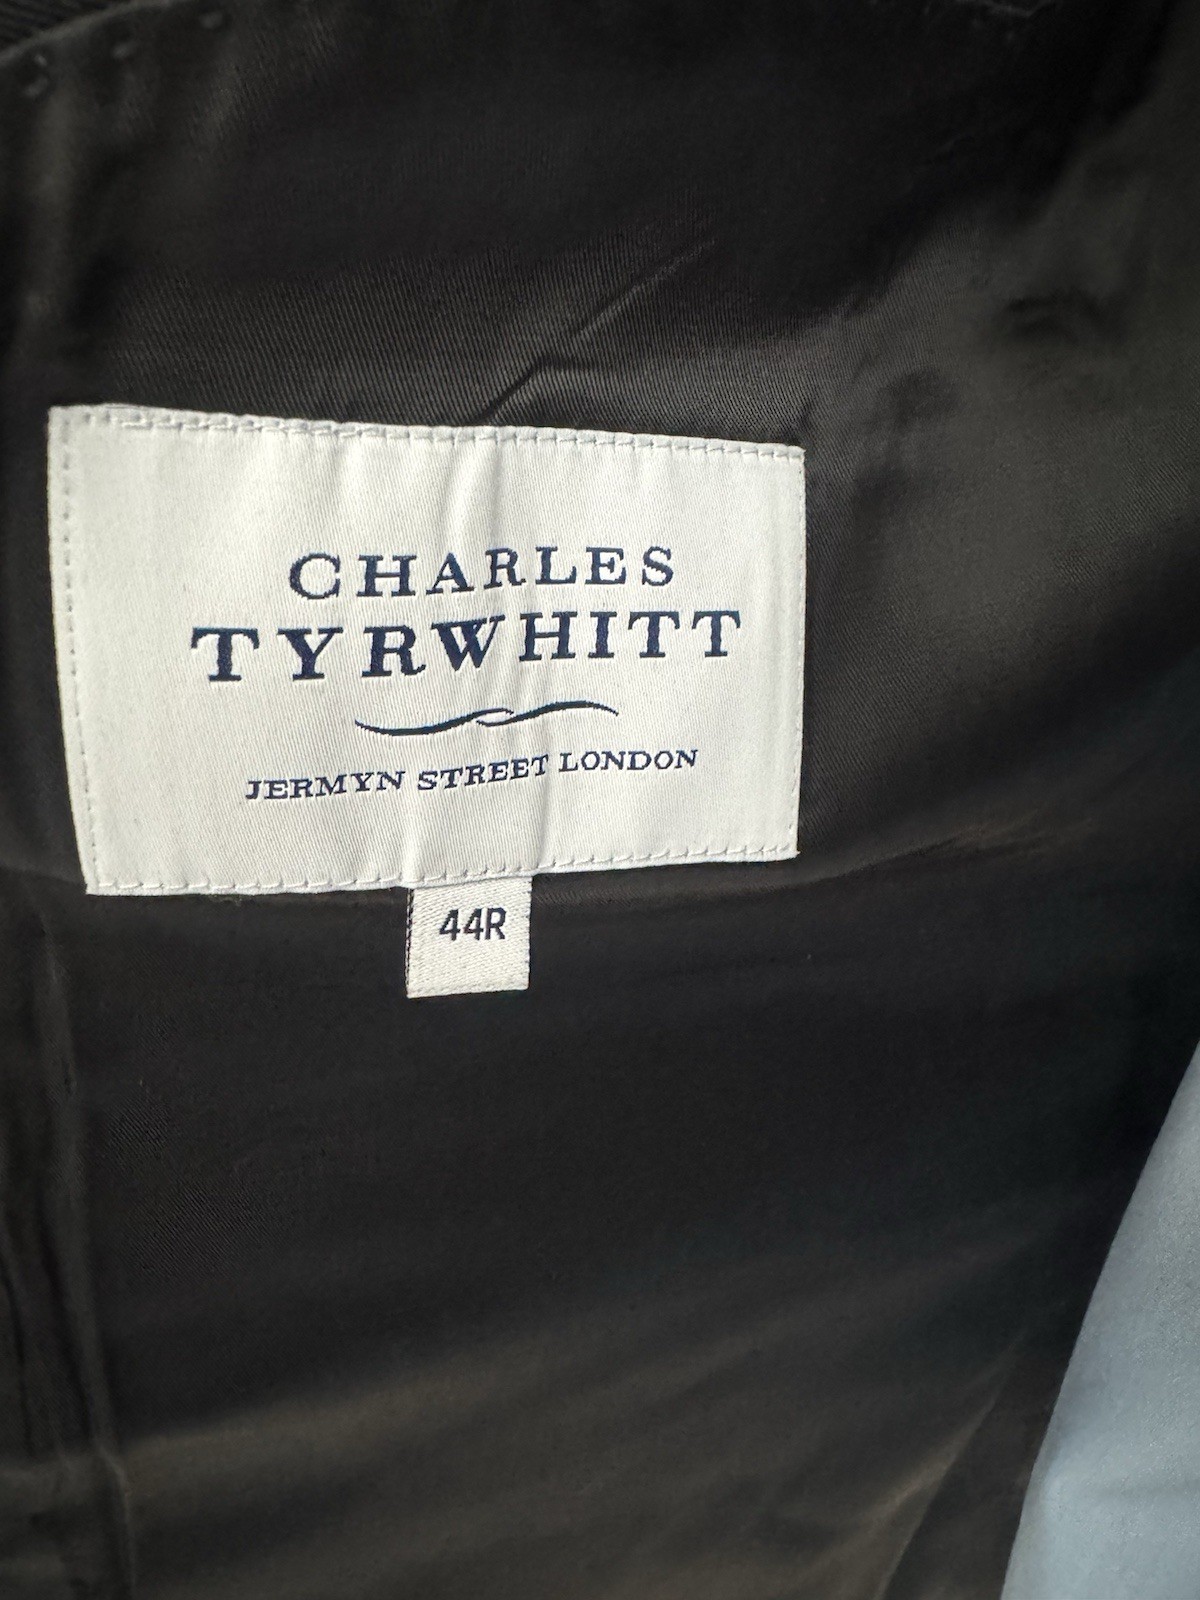 CHARLES
TYRWHITT
JERMYN STREET LONDON
44R